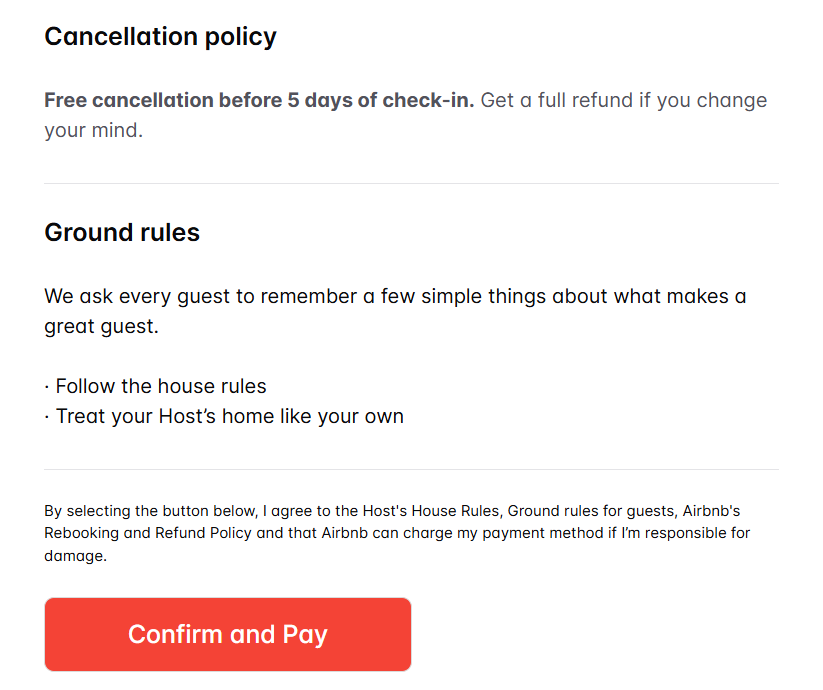 Cancellation policy
Free cancellation before 5 days of check-in. Get a full refund if you change
your mind.
Ground rules
We ask every guest to remember a few simple things about what makes a
great guest.
· Follow the house rules
· Treat your Host’s home like your own
By selecting the button below, I agree to the Host's House Rules, Ground rules for guests, Airbnb's
Rebooking and Refund Policy and that Airbnb can charge my payment method if I’m responsible for
damage.
Confirm and Pay